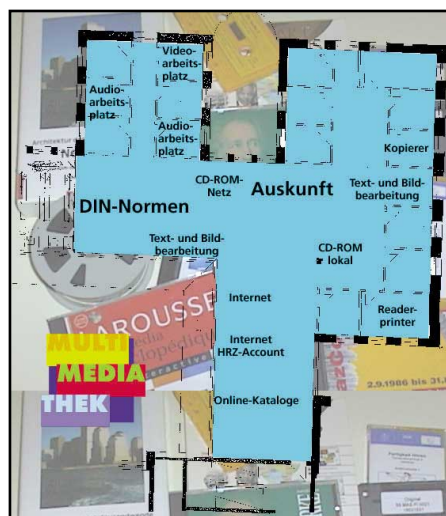 Video-
arbeits-
platz
Audio-
arbeits-
platz
Audio-
arbeits-
platz
Kopierer
CD-ROM-
Netz
Auskunft
Text- und Bild-
bearbeitung
DIN-Normen
Text- und Bild-
bearbeitung
CD-ROM
lokal
Internet
Reader-
printer
Internet
HRZ-Account
Online-Kataloge
LAROUSSE
MULTI
MEDIA
THEK
2.9.1986 bis 31.